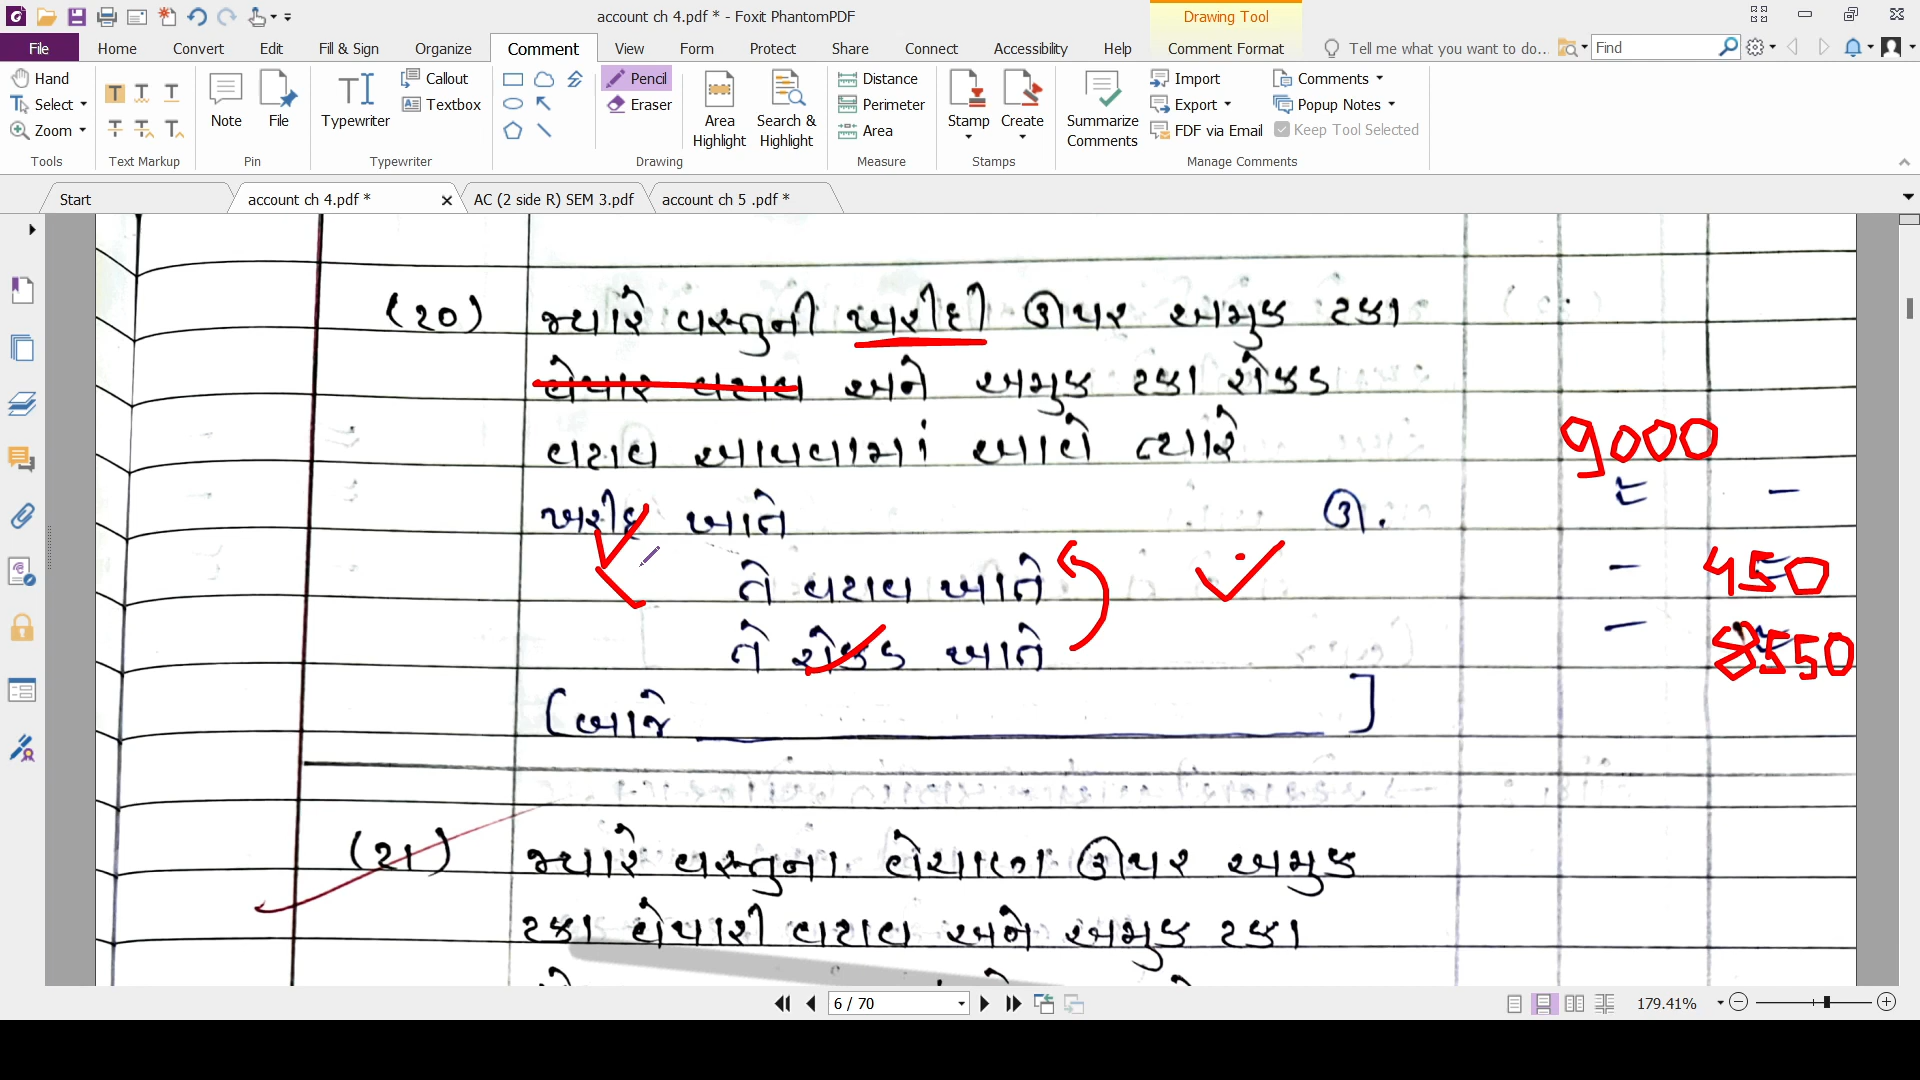 account ch 4.pdf * - Foxit PhantomPDF
Drawing Tool
File Home Convert Edit Fill & Sign Organize Comment View Form Protect Share Connect Accessibility Help Comment Format Tell me what you want to do... Find
Hand
Select
Zoom
Tools
Text Markup
Note
File
Pin
Typewriter
Typewriter
Callout
Textbox
Pencil
Eraser
Area Highlight
Search & Highlight
Drawing
Distance
Perimeter
Area
Measure
Stamp
Create
Stamps
Summarize Comments
Import
Export
FDF via Email
Comments
Popup Notes
Keep Tool Selected
Manage Comments
Start
account ch 4.pdf *
AC (2 side R) SEM 3.pdf
account ch 5 .pdf *
(૨૦) જ્યારે વસ્તુની ખરીદી ઊપર અમુક ટકા
વેપાર વટાવ અને અમુક ટકા રોકડ
વટાવ આપવામાં આવે ત્યારે
9000
ખરીદ ખાતે ઊ. -
તે વટાવ ખાતે - 450
તે રોકડ ખાતે - 8550
[બાજે ]
(૨૧) જ્યારે વસ્તુના વેચાણ ઊપર અમુક
ટકા વેપારી વટાવ અને અમુક ટકા
6 / 70
179.41%